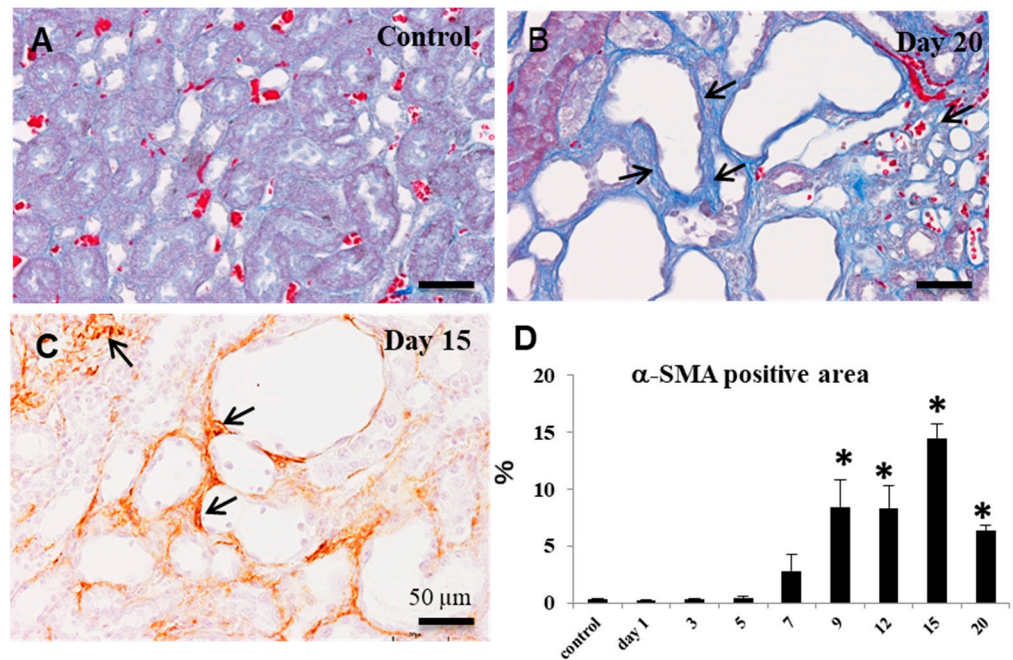 A
Control
B
Day 20
C
Day 15
50 μm
D
α-SMA positive area
%
20
15
10
5
0
*
*
*
*
control
day 1
3
5
7
9
12
15
20